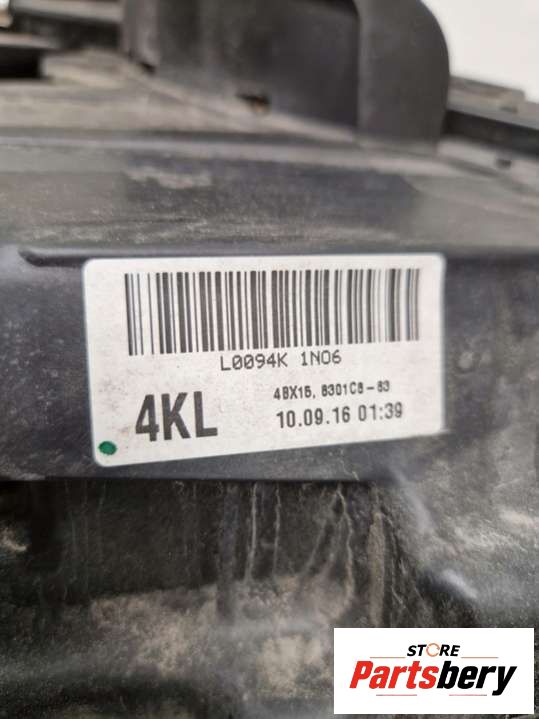 L0094K 1N06
4KL
4BX15, 8301C8-83
10.09.16 01:39
STORE
Partsbery